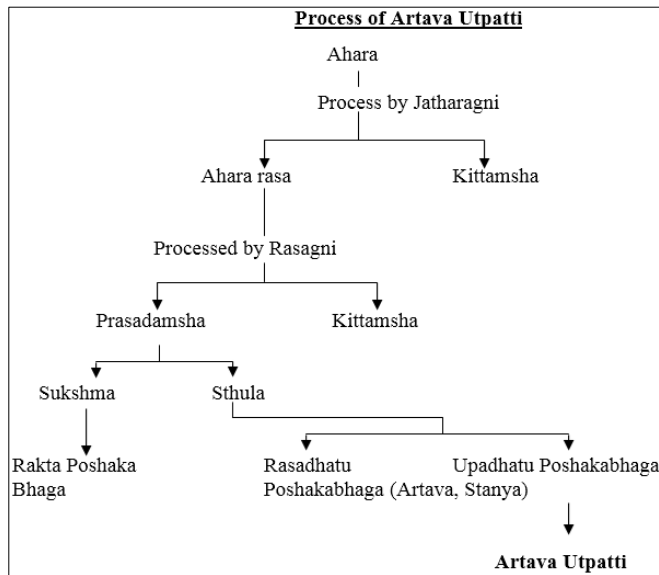 Process of Artava Utpatti
Ahara
Process by Jatharagni
Ahara rasa
Kittamsha
Processed by Rasagni
Prasadamsha
Kittamsha
Sukshma
Sthula
Rakta Poshaka
Bhaga
Rasadhatu
Poshakabhaga (Artava, Stanya)
Upadhatu Poshakabhaga
Artava Utpatti